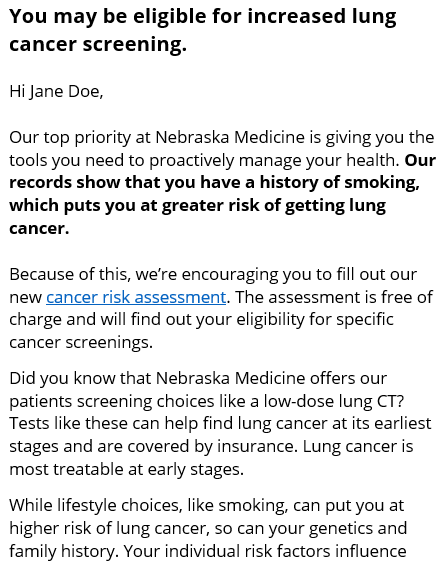 You may be eligible for increased lung
cancer screening.
Hi Jane Doe,
Our top priority at Nebraska Medicine is giving you the
tools you need to proactively manage your health. Our
records show that you have a history of smoking,
which puts you at greater risk of getting lung
cancer.
Because of this, we’re encouraging you to fill out our
new cancer risk assessment. The assessment is free of
charge and will find out your eligibility for specific
cancer screenings.
Did you know that Nebraska Medicine offers our
patients screening choices like a low-dose lung CT?
Tests like these can help find lung cancer at its earliest
stages and are covered by insurance. Lung cancer is
most treatable at early stages.
While lifestyle choices, like smoking, can put you at
higher risk of lung cancer, so can your genetics and
family history. Your individual risk factors influence